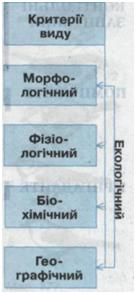 Критерії
виду
Морфо-
логічний
Фізіо-
логічний
Біо-
хімічний
Гео-
графічний
Екологічний